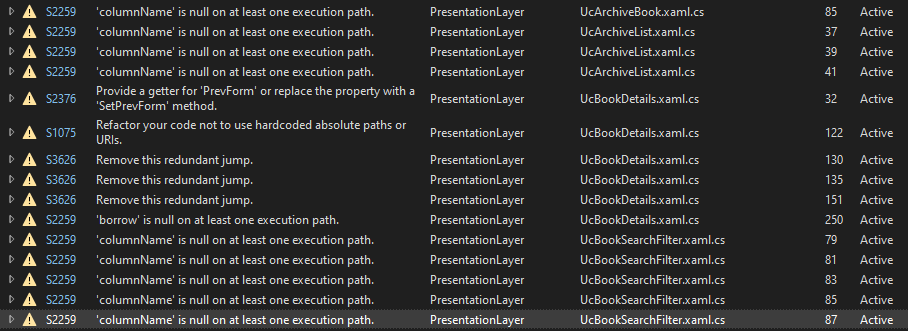 S2259 'columnName' is null on at least one execution path. PresentationLayer UcArchiveBook.xaml.cs 85 Active
S2259 'columnName' is null on at least one execution path. PresentationLayer UcArchiveList.xaml.cs 37 Active
S2259 'columnName' is null on at least one execution path. PresentationLayer UcArchiveList.xaml.cs 39 Active
S2259 'columnName' is null on at least one execution path. PresentationLayer UcArchiveList.xaml.cs 41 Active
S2376 Provide a getter for 'PrevForm' or replace the property with a 'SetPrevForm' method. PresentationLayer UcBookDetails.xaml.cs 32 Active
S1075 Refactor your code not to use hardcoded absolute paths or URIs. PresentationLayer UcBookDetails.xaml.cs 122 Active
S3626 Remove this redundant jump. PresentationLayer UcBookDetails.xaml.cs 130 Active
S3626 Remove this redundant jump. PresentationLayer UcBookDetails.xaml.cs 135 Active
S3626 Remove this redundant jump. PresentationLayer UcBookDetails.xaml.cs 151 Active
S2259 'borrow' is null on at least one execution path. PresentationLayer UcBookDetails.xaml.cs 250 Active
S2259 'columnName' is null on at least one execution path. PresentationLayer UcBookSearchFilter.xaml.cs 79 Active
S2259 'columnName' is null on at least one execution path. PresentationLayer UcBookSearchFilter.xaml.cs 81 Active
S2259 'columnName' is null on at least one execution path. PresentationLayer UcBookSearchFilter.xaml.cs 83 Active
S2259 'columnName' is null on at least one execution path. PresentationLayer UcBookSearchFilter.xaml.cs 85 Active
S2259 'columnName' is null on at least one execution path. PresentationLayer UcBookSearchFilter.xaml.cs 87 Active